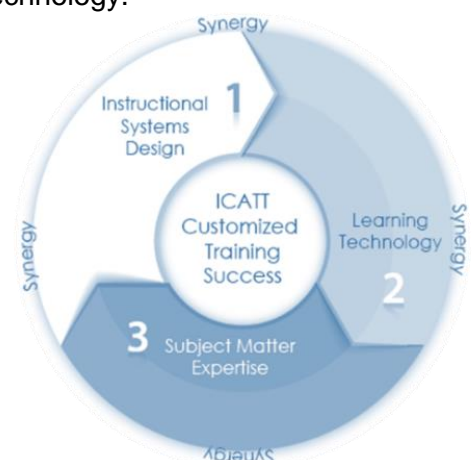 chnology.
Synergy
1
Instructional
Systems
Design
ICATT
Customized
Training
Success
Learning
Technology
2
Synergy
Synergy
3
Subject Matter
Expertise
Synergy